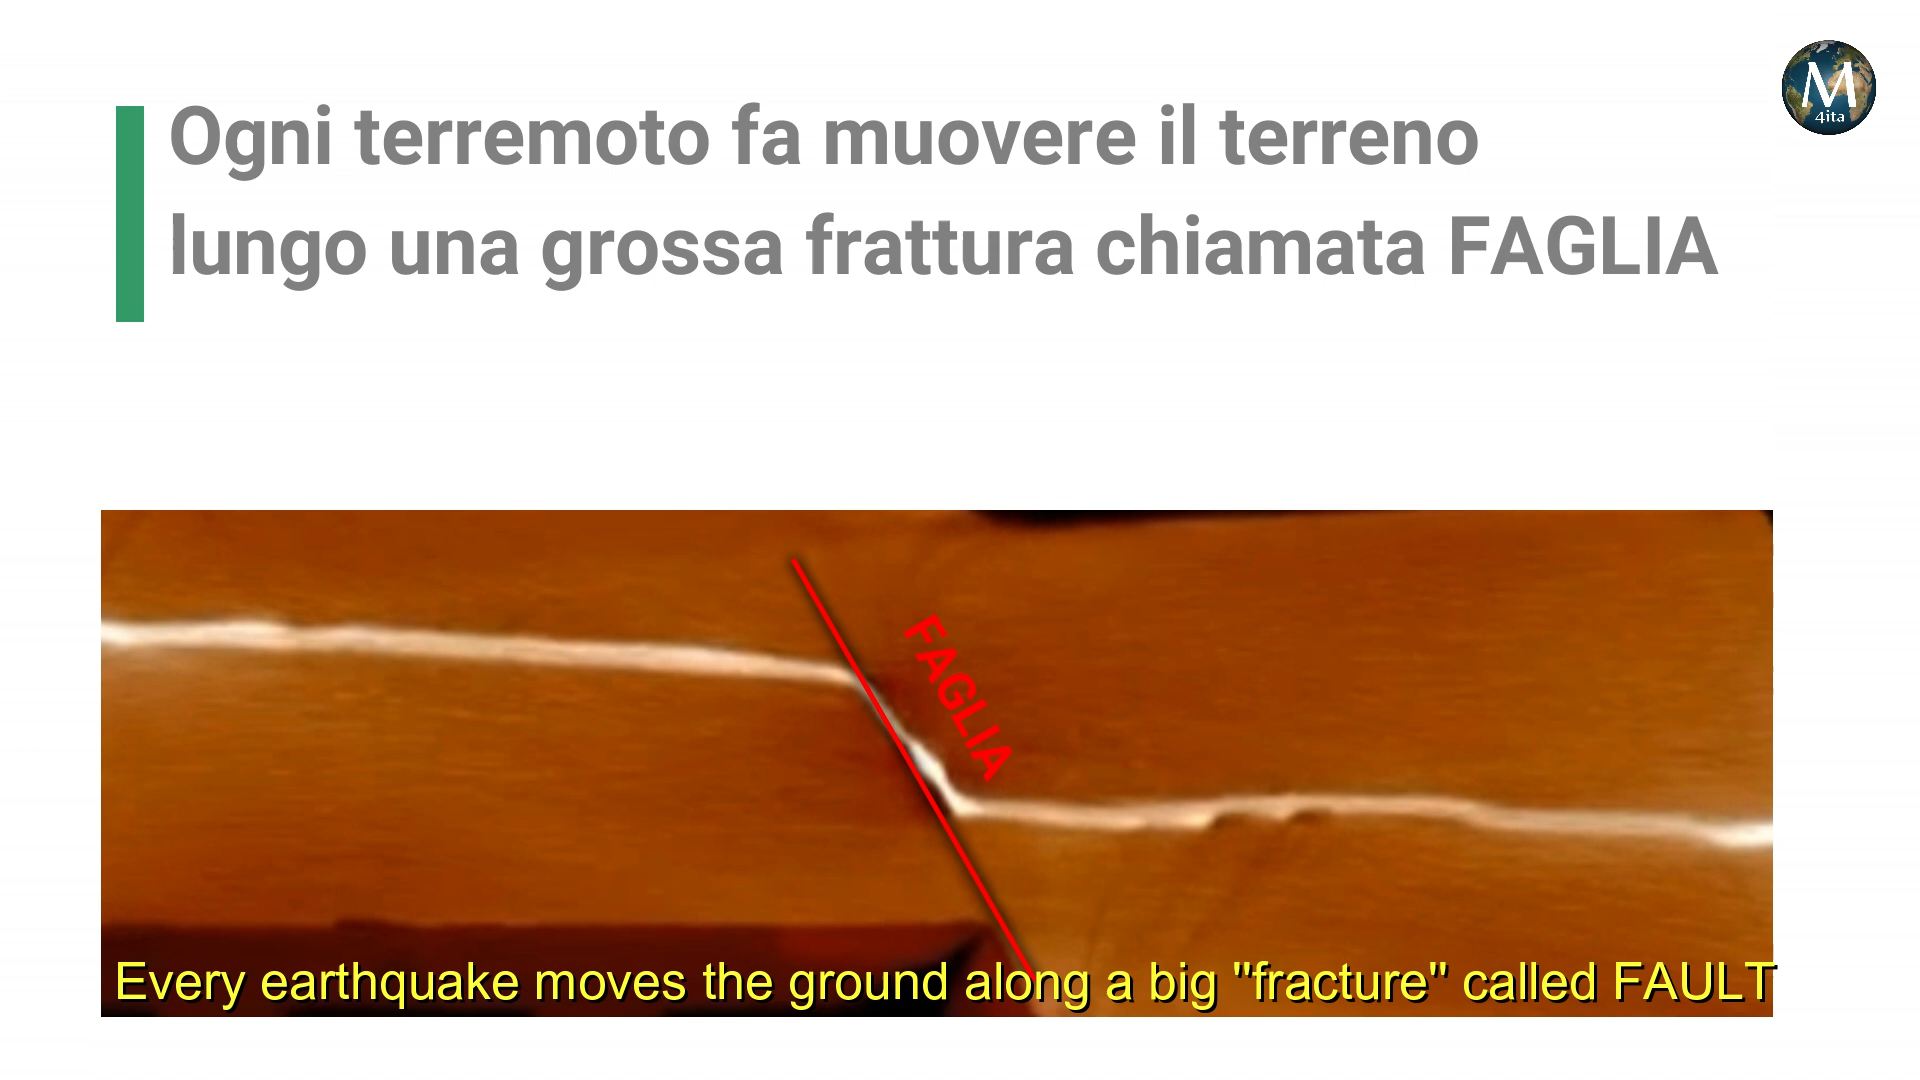 M
4ita
Ogni terremoto fa muovere il terreno
lungo una grossa frattura chiamata FAGLIA
FAGLIA
Every earthquake moves the ground along a big "fracture" called FAULT